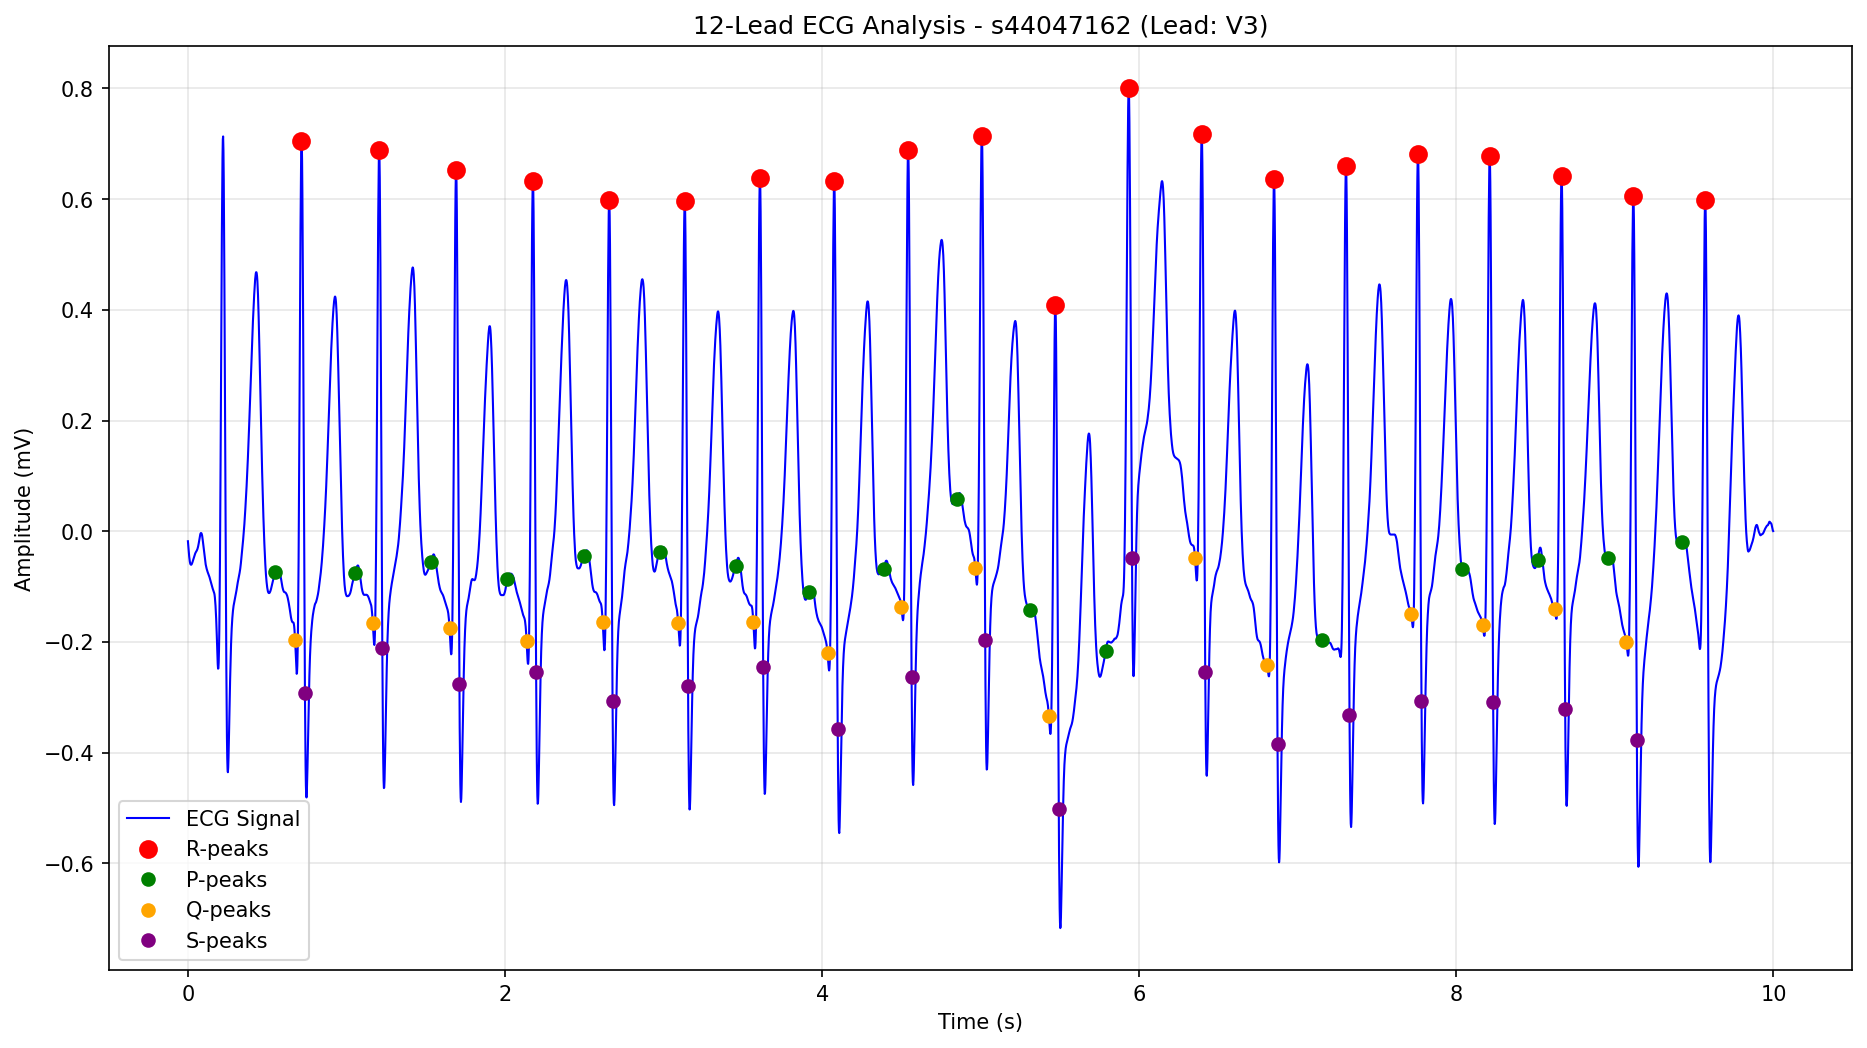 12-Lead ECG Analysis - s44047162 (Lead: V3)
Amplitude (mV)
0.8
0.6
0.4
0.2
0.0
−0.2
−0.4
−0.6
ECG Signal
R-peaks
P-peaks
Q-peaks
S-peaks
0 2 4 6 8 10
Time (s)